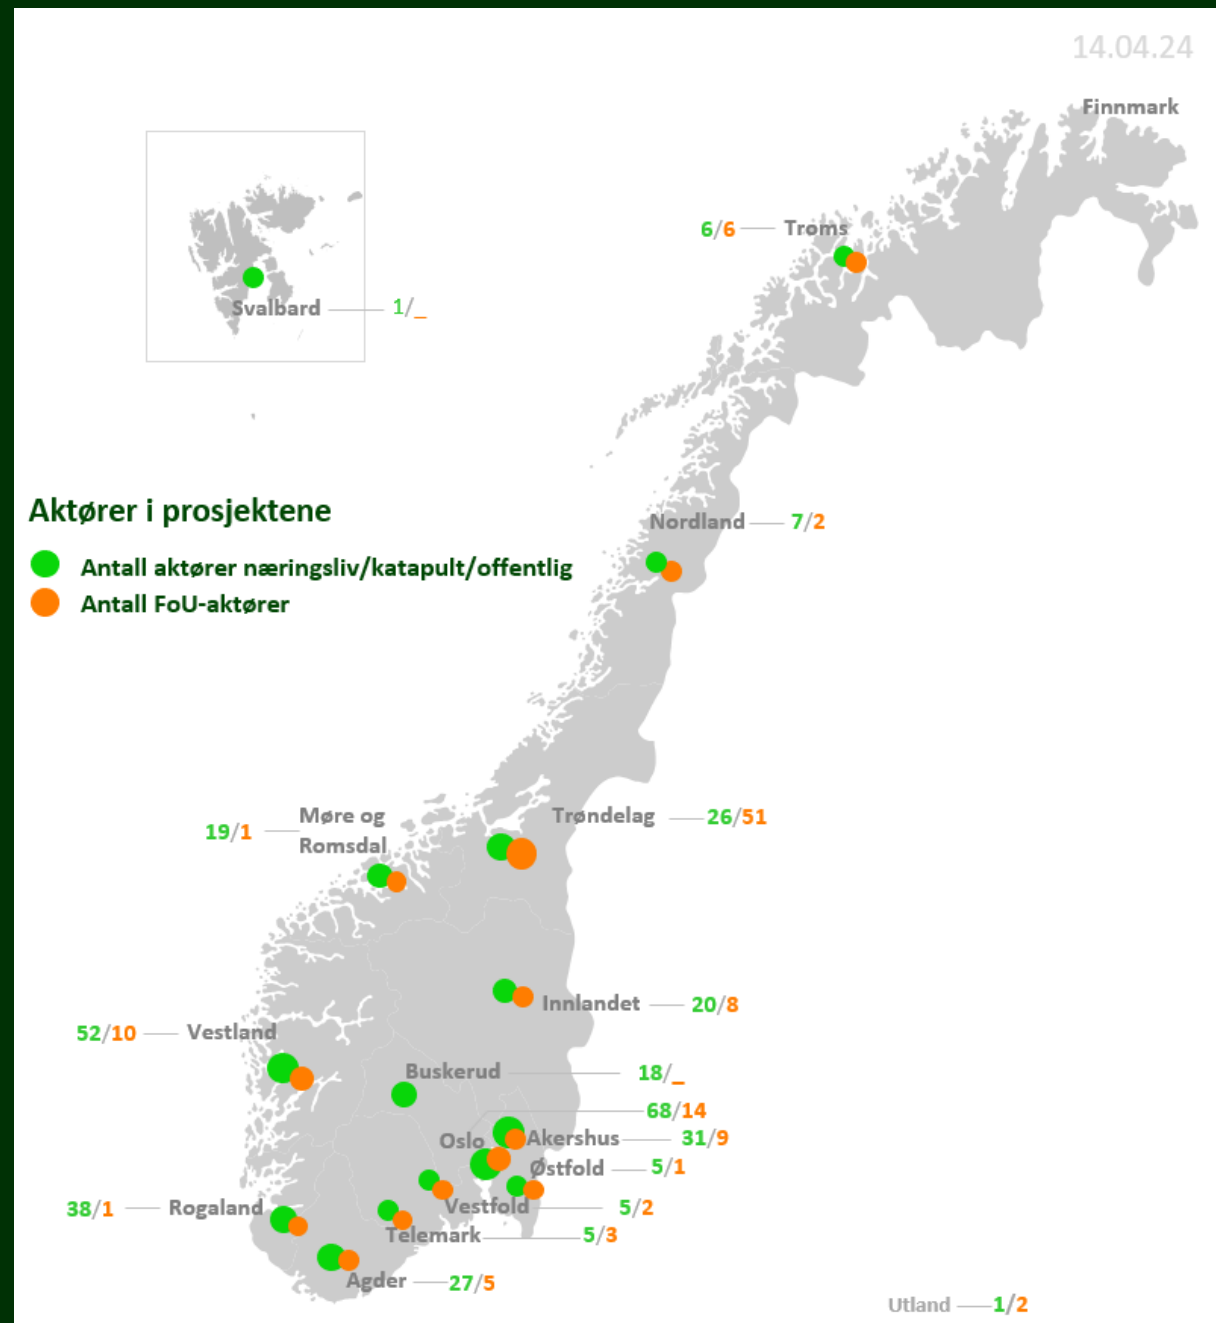 14.04.24
Finnmark
6/6 Troms
Svalbard 1/_
Aktører i prosjektene
Antall aktører næringsliv/katapult/offentlig
Antall FoU-aktører
Nordland 7/2
19/1 Møre og
Romsdal
Trøndelag 26/51
Innlandet 20/8
52/10 Vestland
Buskerud 18/_
68/14
Oslo
Akershus 31/9
Østfold 5/1
38/1 Rogaland
Vestfold 5/2
Telemark 5/3
Agder 27/5
Utland 1/2